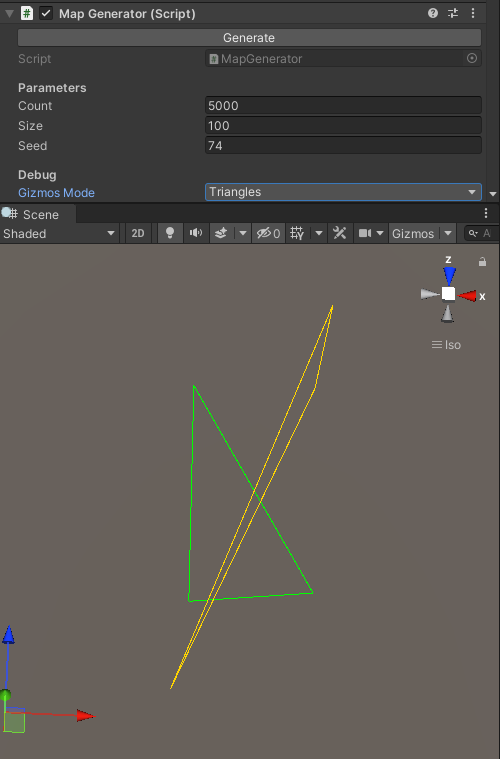 Map Generator (Script)
Generate
Script MapGenerator
Parameters
Count 5000
Size 100
Seed 74
Debug
Gizmos Mode Triangles
Scene
Shaded 2D 0 Gizmos A
z
x
Iso